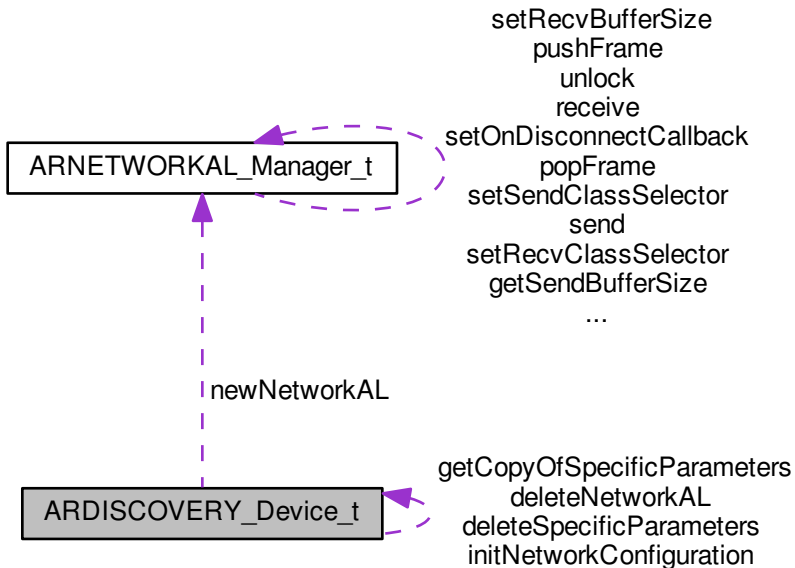 setRecvBufferSize
pushFrame
unlock
receive
setOnDisconnectCallback
popFrame
setSendClassSelector
send
setRecvClassSelector
getSendBufferSize
...
ARNETWORKAL_Manager_t
newNetworkAL
getCopyOfSpecificParameters
deleteNetworkAL
deleteSpecificParameters
initNetworkConfiguration
ARDISCOVERY_Device_t